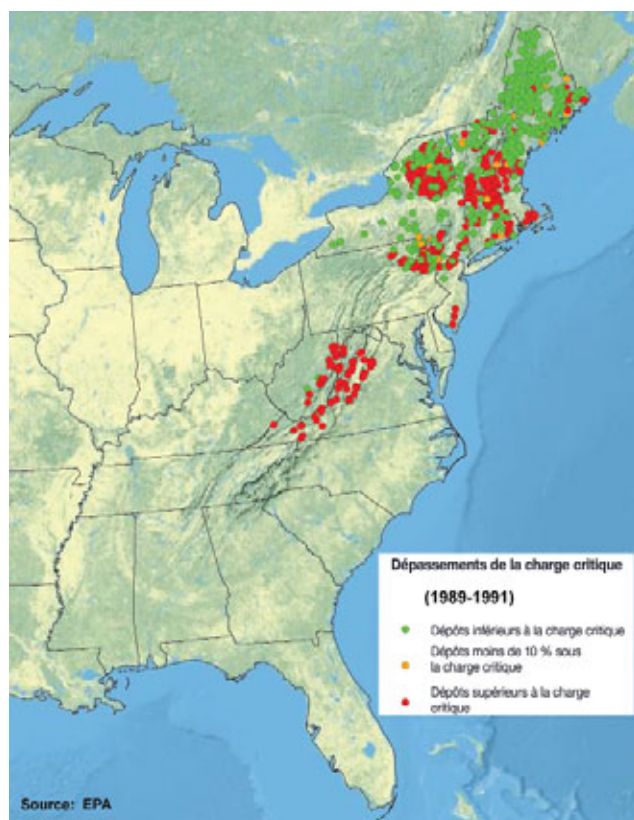 Dépassements de la charge critique
(1989-1991)
Dépôts inférieurs à la charge critique
Dépôts moins de 10 % sous
la charge critique
Dépôts supérieurs à la charge
critique
Source: EPA